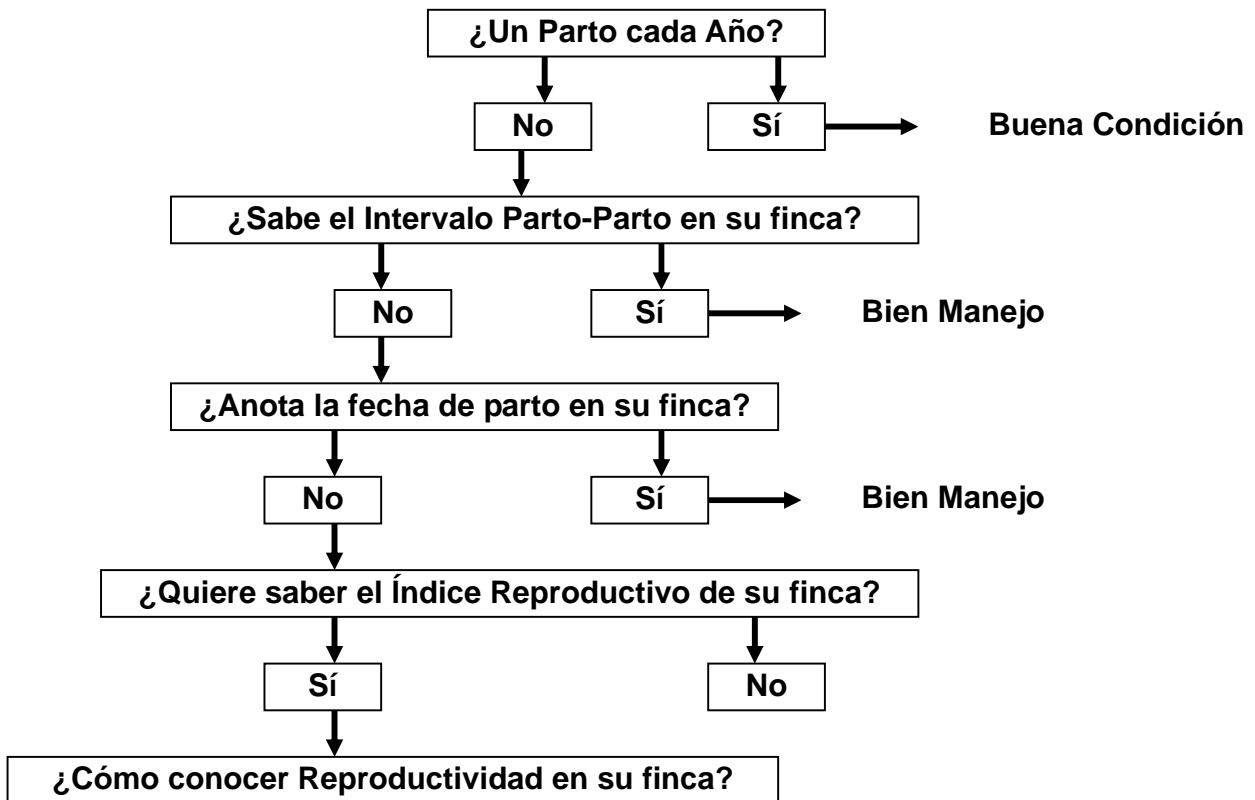 ¿Un Parto cada Año?
No
Sí
Buena Condición
¿Sabe el Intervalo Parto-Parto en su finca?
No
Sí
Bien Manejo
¿Anota la fecha de parto en su finca?
No
Sí
Bien Manejo
¿Quiere saber el Índice Reproductivo de su finca?
Sí
No
¿Cómo conocer Reproductividad en su finca?